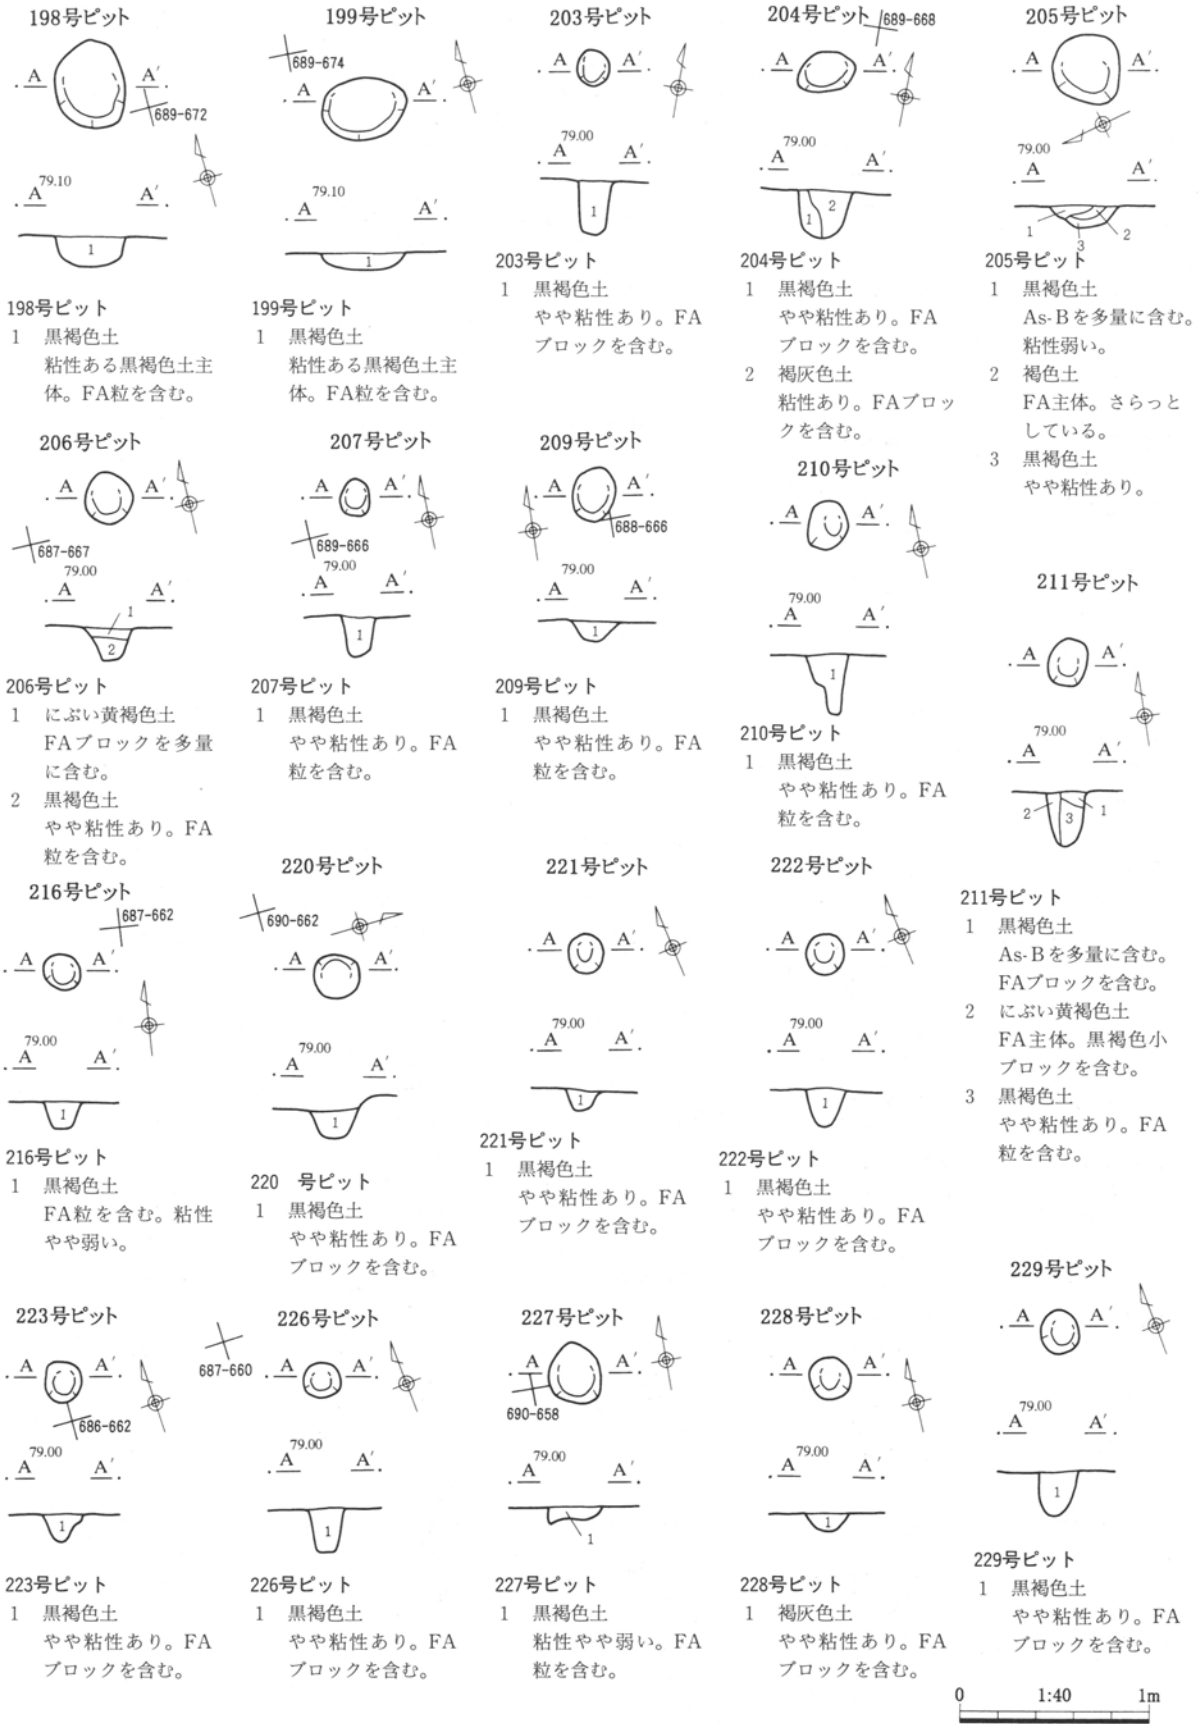 198号ピット
A A′
689-672
79.10
A A′
1
198号ピット
1 黒褐色土
粘性ある黒褐色土主
体。FA粒を含む。
199号ピット
689-674
A A′
79.10
A A′
1
199号ピット
1 黒褐色土
粘性ある黒褐色土主
体。FA粒を含む。
203号ピット
A A′
79.00
A A′
1
203号ピット
1 黒褐色土
やや粘性あり。FA
ブロックを含む。
204号ピット
689-668
A A′
79.00
A A′
1 2
204号ピット
1 黒褐色土
やや粘性あり。FA
ブロックを含む。
2 褐灰色土
粘性あり。FAブロッ
クを含む。
205号ピット
A A′
79.00
A A′
1 2
3
205号ピット
1 黒褐色土
As-Bを多量に含む。
粘性弱い。
2 褐色土
FA主体。さらっと
している。
3 黒褐色土
やや粘性あり。
206号ピット
A A′
687-667
79.00
A A′
1
2
206号ピット
1 にぶい黄褐色土
FAブロックを多量
に含む。
2 黒褐色土
やや粘性あり。FA
粒を含む。
207号ピット
A A′
689-666
79.00
A A′
1
207号ピット
1 黒褐色土
やや粘性あり。FA
粒を含む。
209号ピット
A A′
688-666
79.00
A A′
1
209号ピット
1 黒褐色土
やや粘性あり。FA
粒を含む。
210号ピット
A A′
79.00
A A′
1
210号ピット
1 黒褐色土
やや粘性あり。FA
粒を含む。
211号ピット
A A′
79.00
A A′
2 3 1
211号ピット
1 黒褐色土
As-Bを多量に含む。
FAブロックを含む。
2 にぶい黄褐色土
FA主体。黒褐色小
ブロックを含む。
3 黒褐色土
やや粘性あり。FA
粒を含む。
216号ピット
687-662
A A′
79.00
A A′
1
216号ピット
1 黒褐色土
FA粒を含む。粘性
やや弱い。
220号ピット
690-662
A A′
79.00
A A′
1
220 号ピット
1 黒褐色土
やや粘性あり。FA
ブロックを含む。
221号ピット
A A′
79.00
A A′
1
221号ピット
1 黒褐色土
やや粘性あり。FA
ブロックを含む。
222号ピット
A A′
79.00
A A′
1
222号ピット
1 黒褐色土
やや粘性あり。FA
ブロックを含む。
223号ピット
A A′
686-662
79.00
A A′
1
223号ピット
1 黒褐色土
やや粘性あり。FA
ブロックを含む。
226号ピット
687-660
A A′
79.00
A A′
1
226号ピット
1 黒褐色土
やや粘性あり。FA
ブロックを含む。
227号ピット
A A′
690-658
79.00
A A′
1
227号ピット
1 黒褐色土
粘性やや弱い。FA
粒を含む。
228号ピット
A A′
79.00
A A′
1
228号ピット
1 褐灰色土
やや粘性あり。FA
ブロックを含む。
229号ピット
A A′
79.00
A A′
1
229号ピット
1 黒褐色土
やや粘性あり。FA
ブロックを含む。
0 1:40 1m